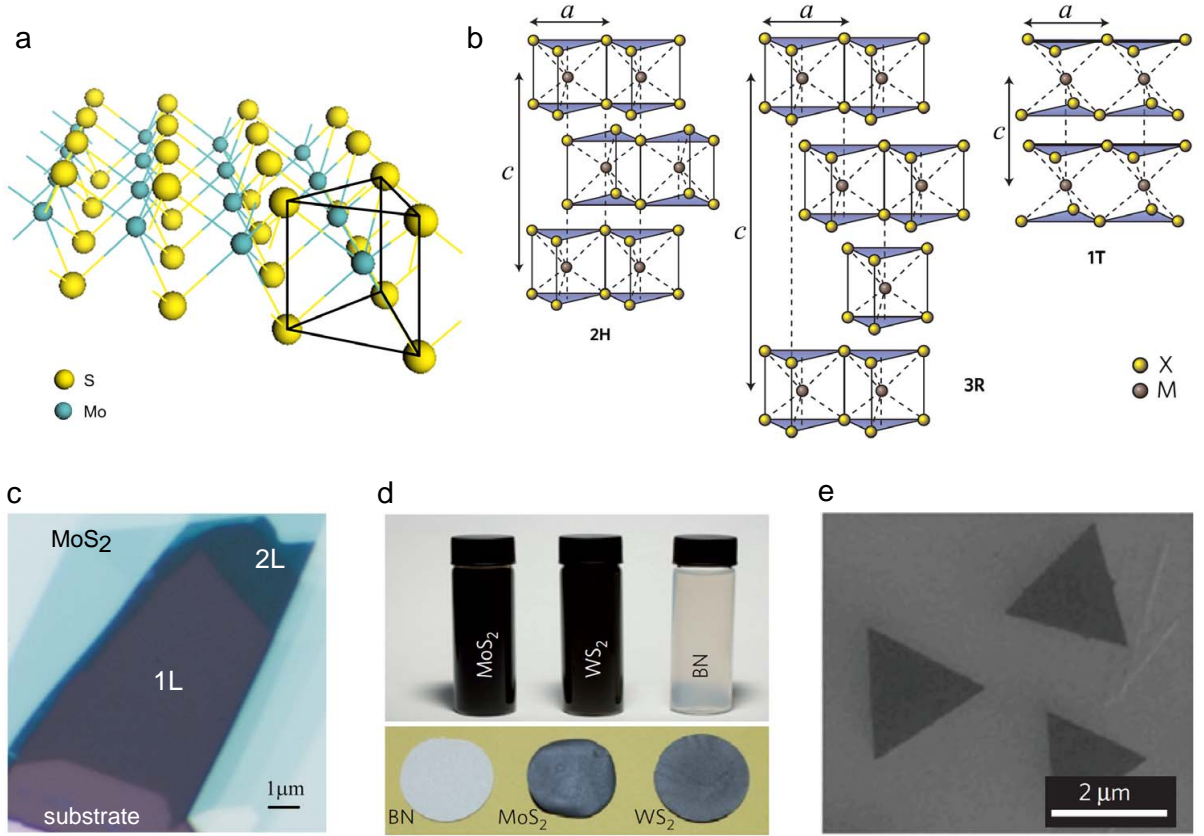 a
S
Mo
b
a
c
2H
a
c
3R
a
c
1T
X
M
c
MoS2
2L
1L
1μm
substrate
d
MoS2
WS2
BN
BN
MoS2
WS2
e
2 μm